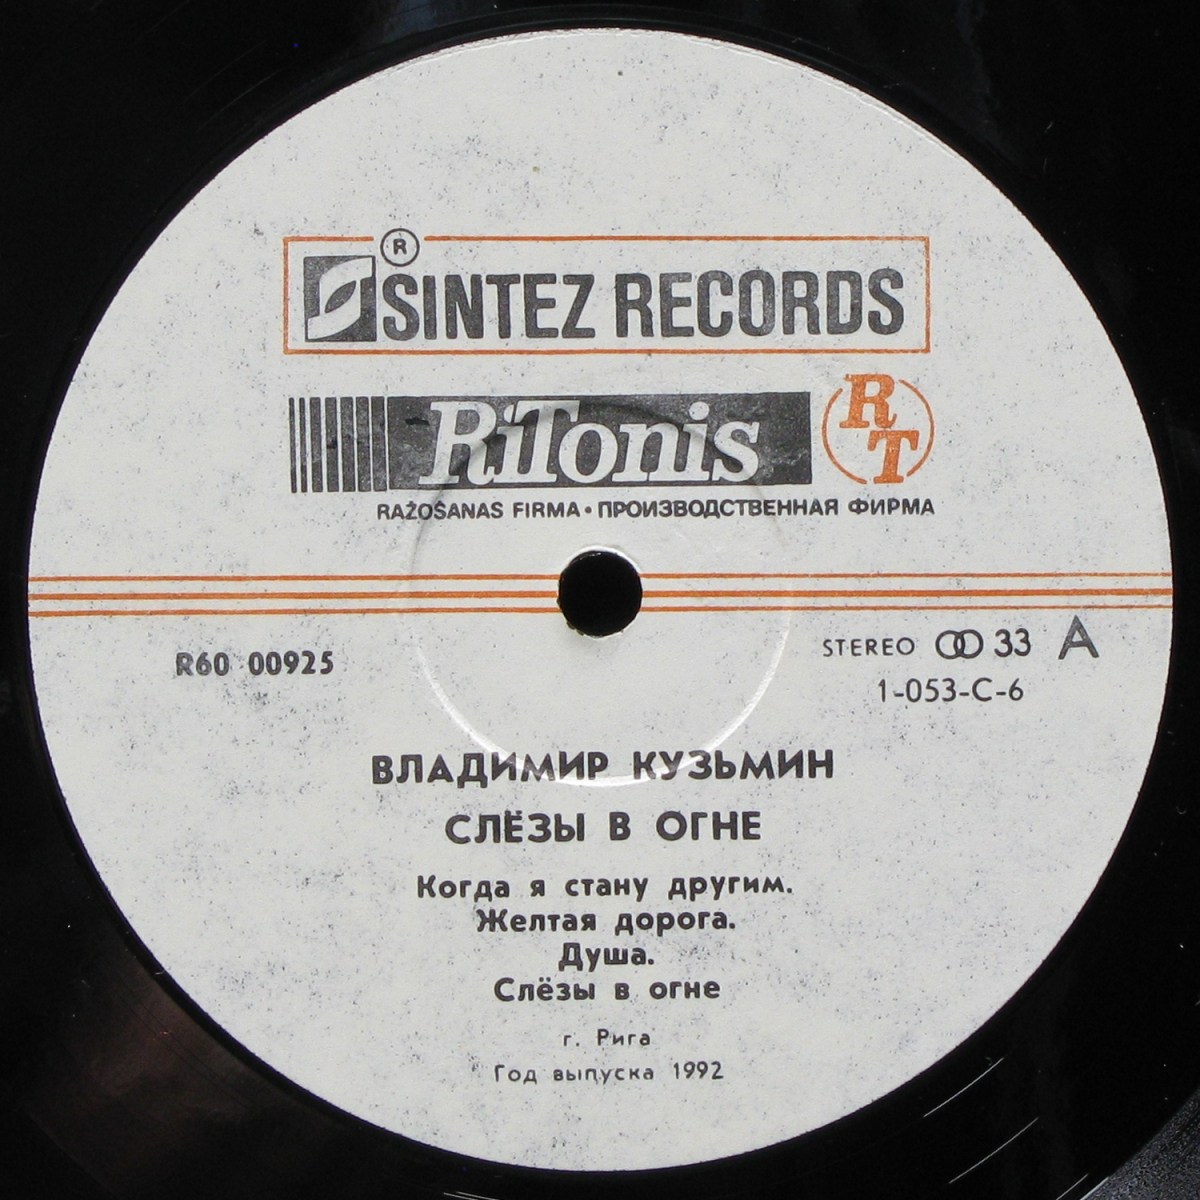 ®
SINTEZ RECORDS
RiTonis
RT
RAŽOŠANAS FIRMA • ПРОИЗВОДСТВЕННАЯ ФИРМА
R60 00925
STEREO 33 A
1-053-C-6
ВЛАДИМИР КУЗЬМИН
СЛЁЗЫ В ОГНЕ
Когда я стану другим.
Желтая дорога.
Душа.
Слёзы в огне
г. Рига
Год выпуска 1992